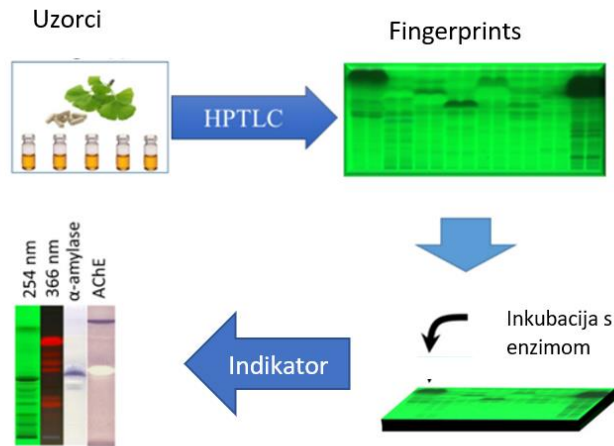 Uzorci
Fingerprints
HPTLC
254 nm
366 nm
α-amylase
AChE
Indikator
Inkubacija s
enzimom